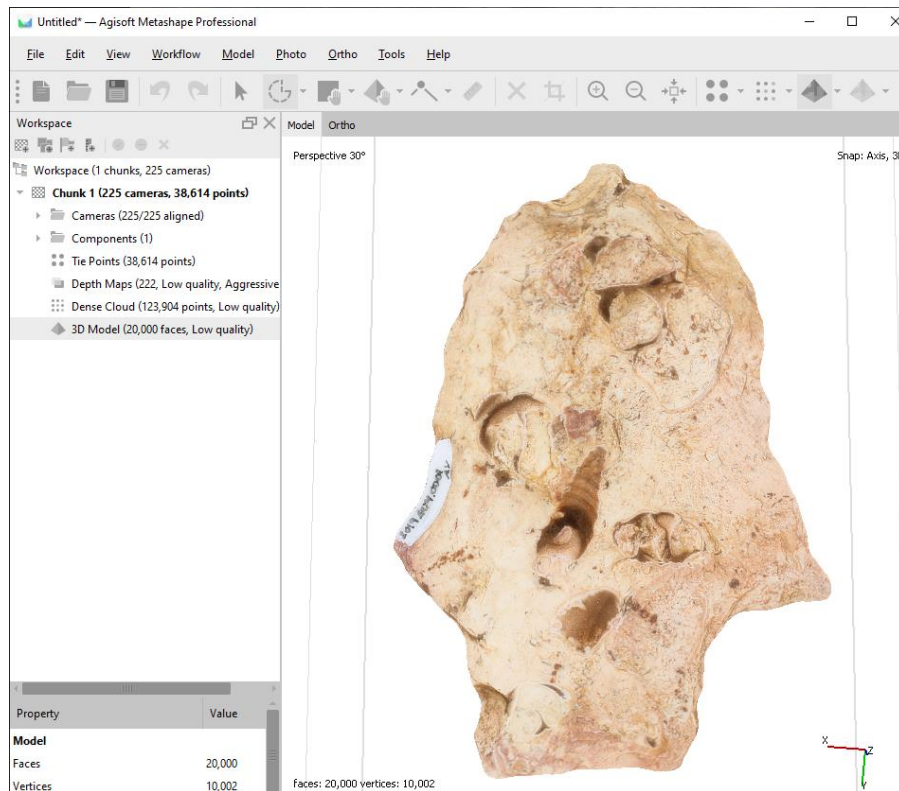 Untitled* — Agisoft Metashape Professional
File Edit View Workflow Model Photo Ortho Tools Help
Workspace
Workspace (1 chunks, 225 cameras)
Chunk 1 (225 cameras, 38,614 points)
Cameras (225/225 aligned)
Components (1)
Tie Points (38,614 points)
Depth Maps (222, Low quality, Aggressive
Dense Cloud (123,904 points, Low quality)
3D Model (20,000 faces, Low quality)
Property Value
Model
Faces 20,000
Vertices 10,002
Model Ortho
Perspective 30°
Snap: Axis, 3
X
Z
Y
faces: 20,000 vertices: 10,002